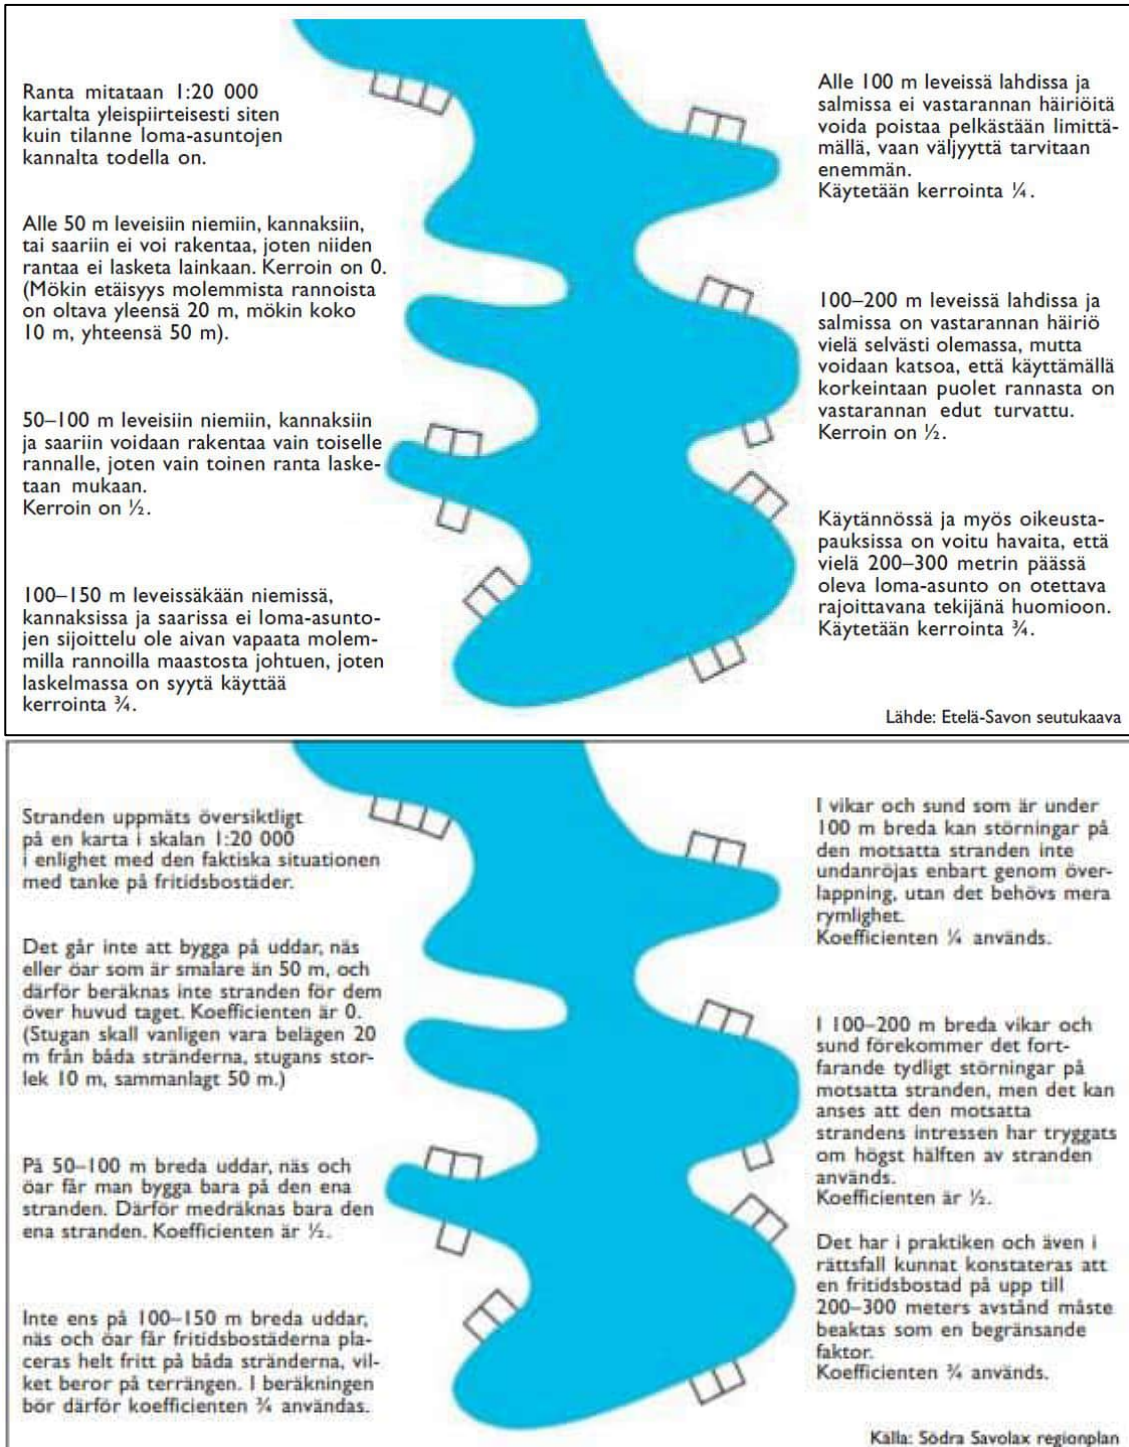 Ranta mitataan 1:20 000
kartalta yleispiirteisesti siten
kuin tilanne loma-asuntojen
kannalta todella on.
Alle 50 m leveisiin niemiin, kannaksiin,
tai saariin ei voi rakentaa, joten niiden
rantaa ei lasketa lainkaan. Kerroin on 0.
(Mökin etäisyys molemmista rannoista
on oltava yleensä 20 m, mökin koko
10 m, yhteensä 50 m).
50–100 m leveisiin niemiin, kannaksiin
ja saariin voidaan rakentaa vain toiselle
rannalle, joten vain toinen ranta laske-
taan mukaan.
Kerroin on ½.
100–150 m leveissäkään niemissä,
kannaksissa ja saarissa ei loma-asunto-
jen sijoittelu ole aivan vapaata molem-
milla rannoilla maastosta johtuen, joten
laskelmassa on syytä käyttää
kerrointa ¾.
Alle 100 m leveissä lahdissa ja
salmissa ei vastarannan häiriöitä
voida poistaa pelkästään limittä-
mällä, vaan väljyyttä tarvitaan
enemmän.
Käytetään kerrointa ¼.
100–200 m leveissä lahdissa ja
salmissa on vastarannan häiriö
vielä selvästi olemassa, mutta
voidaan katsoa, että käyttämällä
korkeintaan puolet rannasta on
vastarannan edut turvattu.
Kerroin on ½.
Käytännössä ja myös oikeusta-
pauksissa on voitu havaita, että
vielä 200–300 metrin päässä
oleva loma-asunto on otettava
rajoittavana tekijänä huomioon.
Käytetään kerrointa ¾.
Lähde: Etelä-Savon seutukaava
Stranden uppmäts översiktligt
på en karta i skalan 1:20 000
i enlighet med den faktiska situationen
med tanke på fritidsbostäder.
Det går inte att bygga på uddar, näs
eller öar som är smalare än 50 m, och
därför beräknas inte stranden för dem
över huvud taget. Koefficienten är 0.
(Stugan skall vanligen vara belägen 20
m från båda stränderna, stugans stor-
lek 10 m, sammanlagt 50 m.)
På 50–100 m breda uddar, näs och
öar får man bygga bara på den ena
stranden. Därför medräknas bara den
ena stranden. Koefficienten är ½.
Inte ens på 100–150 m breda uddar,
näs och öar får fritidsbostäderna pla-
ceras helt fritt på båda stränderna, vil-
ket beror på terrängen. I beräkningen
bör därför koefficienten ¾ användas.
I vikar och sund som är under
100 m breda kan störningar på
den motsatta stranden inte
undanröjas enbart genom över-
lappning, utan det behövs mera
rymlighet.
Koefficienten ¼ används.
I 100–200 m breda vikar och
sund förekommer det fort-
farande tydligt störningar på
motsatta stranden, men det kan
anses att den motsatta
strandens intressen har tryggats
om högst hälften av stranden
används.
Koefficienten är ½.
Det har i praktiken och även i
rättsfall kunnat konstateras att
en fritidsbostad på upp till
200–300 meters avstånd måste
beaktas som en begränsande
faktor.
Koefficienten ¾ används.
Källa: Södra Savolax regionplan